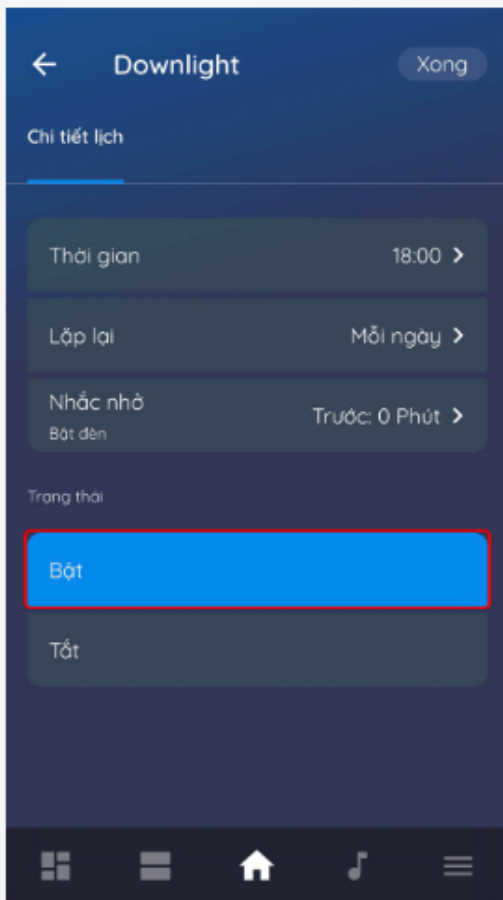 Downlight
Xong
Chi tiết lịch
Thời gian
18:00
Lặp lại
Mỗi ngày
Nhắc nhở
Bật đèn
Trước: 0 Phút
Trạng thái
Bật
Tắt